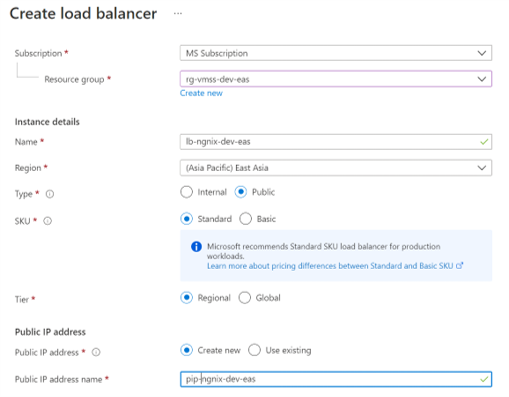 Create load balancer ...
Subscription * MS Subscription
Resource group * rg-vmss-dev-eas
Create new
Instance details
Name * lb-ngnix-dev-eas
Region * (Asia Pacific) East Asia
Type * Internal Public
SKU * Standard Basic
Microsoft recommends Standard SKU load balancer for production
workloads.
Learn more about pricing differences between Standard and Basic SKU
Tier * Regional Global
Public IP address
Public IP address * Create new Use existing
Public IP address name * pip-ngnix-dev-eas